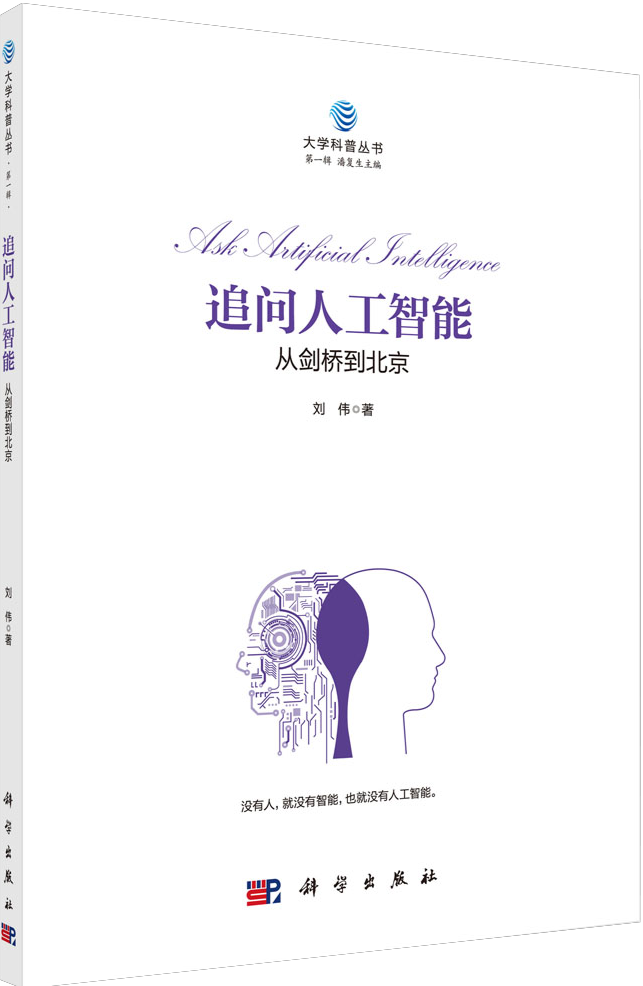 大学科普丛书
第一辑 潘复生主编
Ask Artificial Intelligence
追问人工智能
从剑桥到北京
刘 伟 著
没有人，就没有智能，也就没有人工智能。
科学出版社
大学科普丛书·第一辑·
追问人工智能
从剑桥到北京
刘 伟 著
科学出版社